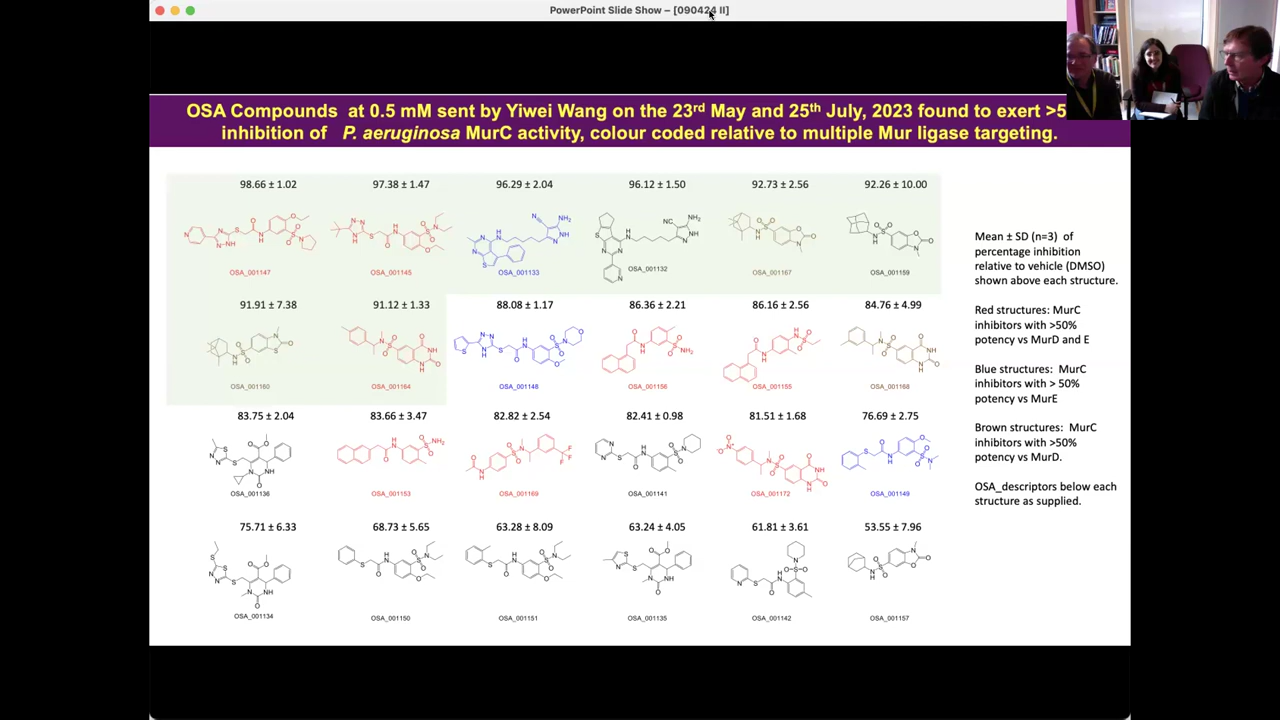 PowerPoint Slide Show – [090424 II]
OSA Compounds at 0.5 mM sent by Yiwei Wang on the 23rd May and 25th July, 2023 found to exert >5
inhibition of P. aeruginosa MurC activity, colour coded relative to multiple Mur ligase targeting.
98.66 ± 1.02 97.38 ± 1.47 96.29 ± 2.04 96.12 ± 1.50 92.73 ± 2.56 92.26 ± 10.00
OSA_001147 OSA_001145 OSA_001133 OSA_001132 OSA_001167 OSA_001159
91.91 ± 7.38 91.12 ± 1.33 88.08 ± 1.17 86.36 ± 2.21 86.16 ± 2.56 84.76 ± 4.99
OSA_001160 OSA_001164 OSA_001148 OSA_001156 OSA_001155 OSA_001168
83.75 ± 2.04 83.66 ± 3.47 82.82 ± 2.54 82.41 ± 0.98 81.51 ± 1.68 76.69 ± 2.75
OSA_001136 OSA_001153 OSA_001169 OSA_001141 OSA_001172 OSA_001149
75.71 ± 6.33 68.73 ± 5.65 63.28 ± 8.09 63.24 ± 4.05 61.81 ± 3.61 53.55 ± 7.96
OSA_001134 OSA_001150 OSA_001151 OSA_001135 OSA_001142 OSA_001157
Mean ± SD (n=3) of
percentage inhibition
relative to vehicle (DMSO)
shown above each structure.
Red structures: MurC
inhibitors with >50%
potency vs MurD and E
Blue structures: MurC
inhibitors with > 50%
potency vs MurE
Brown structures: MurC
inhibitors with >50%
potency vs MurD.
OSA_descriptors below each
structure as supplied.